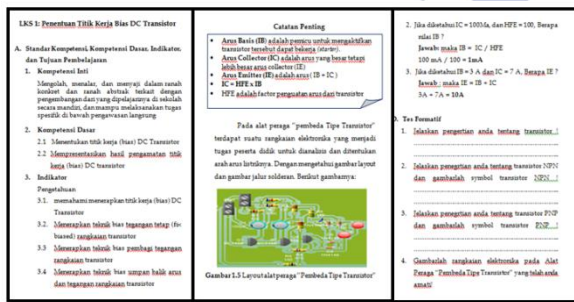 LKS 1: Penentuan Titik Kerja Bias DC Transistor
A. Standar Kompetensi, Kompetensi Dasar, Indikator,
dan Tujuan Pembelajaran
1. Kompetensi Inti
Mengolah, menalar, dan menyaji dalam ranah
konkret dan ranah abstrak terkait dengan
pengembangan dari yang dipelajarinya di sekolah
secara mandiri, dan mampu melaksanakan tugas
spesifik di bawah pengawasan langsung
2. Kompetensi Dasar
2.1 Menentukan titik kerja (bias) DC Transistor
2.2 Mempresentasikan hasil pengamatan titik
kerja (bias) DC transistor
3. Indikator
Pengetahuan
3.1. memahami menerapkan titik kerja (bias) DC
Transistor
3.2. Menerapkan teknik bias tegangan tetap (fix
biased) rangkaian transistor
3.3 Menerapkan teknik bias pembagi tegangan
rangkaian transistor
3.4 Menerapkan teknik bias umpan balik arus
dan tegangan rangkaian transistor
Catatan Penting
• Arus Basis (IB) adalah pemicu untuk mengaktifkan
transistor tersebut dapat bekerja (starter).
• Arus Collector (IC) adalah arus yang besar tetapi
lebih besar arus collector (IE)
• Arus Emitter (IE) adalah arus (IB + IC)
• IC = HFE x IB
• HFE adalah factor penguatan arus dari transistor
Pada alat peraga "pembeda Tipe Transistor"
terdapat suatu rangkaian elektronika yang menjadi
tugas peserta didik untuk dianalisis dan ditentukan
arah arus listriknya. Dengan mengetahui gambar layout
dan gambar jalur solderan. Berikut gambarnya:
Gambar 1.3 Layout alat peraga "Pembeda Tipe Transistor"
2. Jika diketahui IC = 100Ma, dan HFE = 100, Berapa
nilai IB ?
Jawab: maka IB = IC / HFE
100 mA / 100 = 1mA
3. Jika diketahui IB = 3 A dan IC = 7 A, Berapa IE ?
Jawab : maka IE = IB + IC
3A + 7A = 10A
D. Tes Formatif
1. Jelaskan pengertian anda tentang transistor !
2. Jelaskan pengertian anda tentang transistor NPN
dan gambarlah symbol transistor NPN !
3. Jelaskan pengertian anda tentang transistor PNP
dan gambarlah symbol transistor PNP !
4. Gambarlah rangkaian elektronika pada Alat
Peraga "Pembeda Tipe Transistor" yang telah anda
amati!